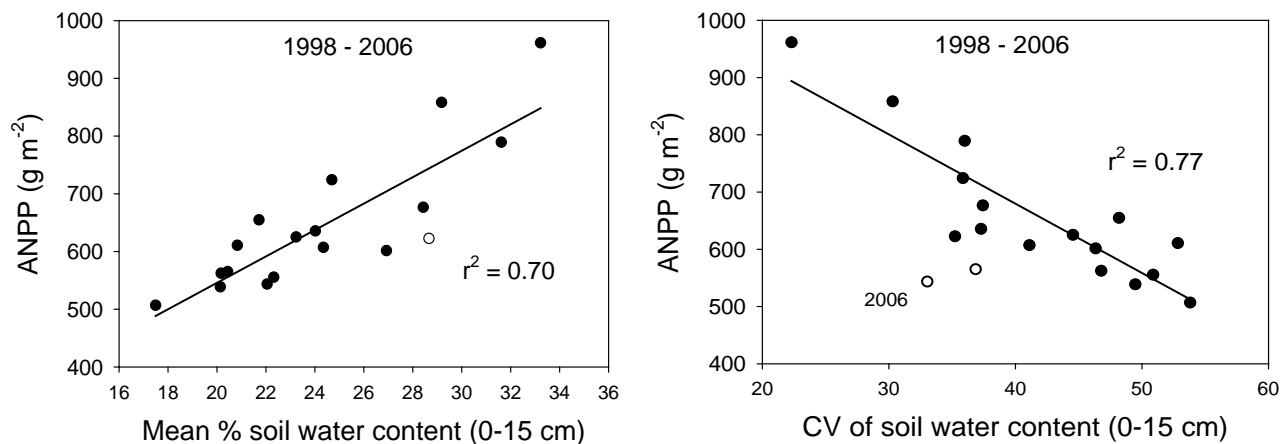 1998 - 2006
1000
900
800
700
600
500
400
ANPP (g m⁻²)
r² = 0.70
16 18 20 22 24 26 28 30 32 34 36
Mean % soil water content (0-15 cm)
1998 - 2006
1000
900
800
700
600
500
400
ANPP (g m⁻²)
r² = 0.77
2006
20 30 40 50 60
CV of soil water content (0-15 cm)